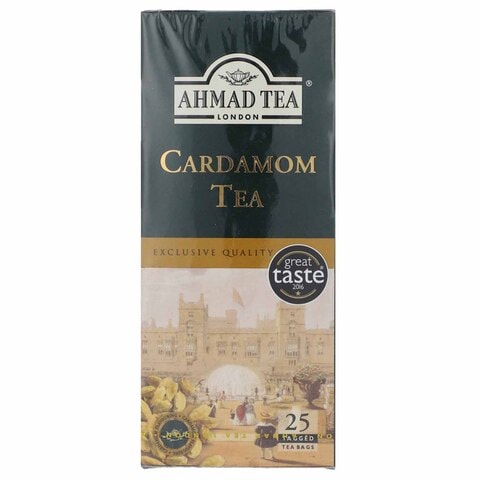 AHMAD TEA®
LONDON
CARDAMOM
TEA
EXCLUSIVE QUALITY
great
taste
2016
25
TAGGED
TEA BAGS